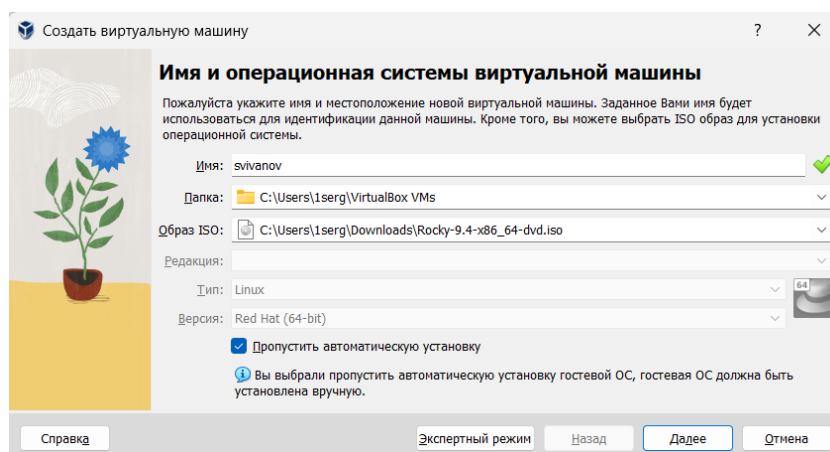 Создать виртуальную машину ?
Имя и операционная системы виртуальной машины
Пожалуйста укажите имя и местоположение новой виртуальной машины. Заданное Вами имя будет
использоваться для идентификации данной машины. Кроме того, вы можете выбрать ISO образ для установки
операционной системы.
Имя: svivanov
Папка: C:\Users\1serg\VirtualBox VMs
Образ ISO: C:\Users\1serg\Downloads\Rocky-9.4-x86_64-dvd.iso
Редакция:
Тип: Linux 64
Версия: Red Hat (64-bit)
Пропустить автоматическую установку
Вы выбрали пропустить автоматическую установку гостевой ОС, гостевая ОС должна быть
установлена вручную.
Справка Экспертный режим Назад Далее Отмена